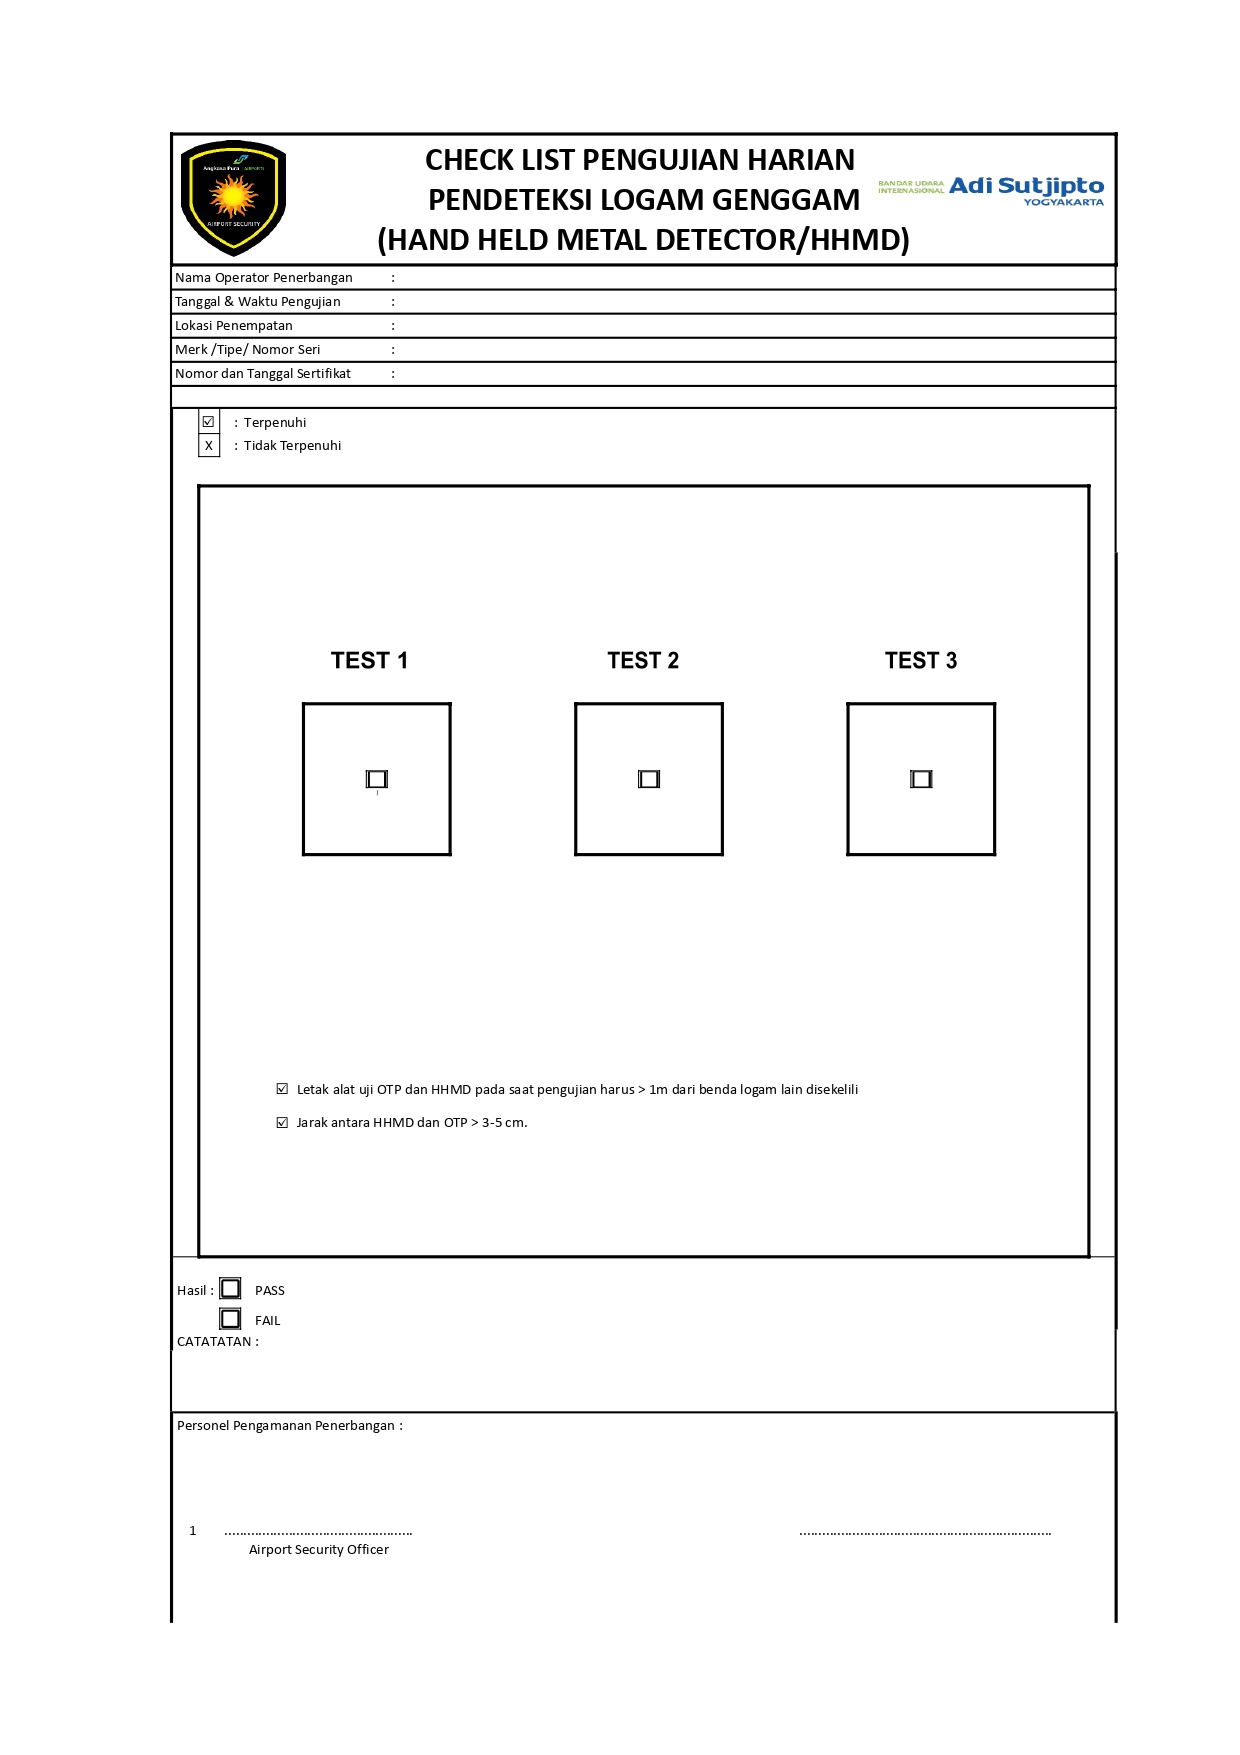 Angkasa Pura AIRPORTS
AIRPORT SECURITY
CHECK LIST PENGUJIAN HARIAN
PENDETEKSI LOGAM GENGGAM
(HAND HELD METAL DETECTOR/HHMD)
BANDAR UDARA
INTERNASIONAL
Adi Sutjipto
YOGYAKARTA
Nama Operator Penerbangan :
Tanggal & Waktu Pengujian :
Lokasi Penempatan :
Merk /Tipe/ Nomor Seri :
Nomor dan Tanggal Sertifikat :
☑ : Terpenuhi
X : Tidak Terpenuhi
TEST 1 TEST 2 TEST 3
☑ Letak alat uji OTP dan HHMD pada saat pengujian harus > 1m dari benda logam lain disekelili
☑ Jarak antara HHMD dan OTP > 3-5 cm.
Hasil : PASS
FAIL
CATATATAN :
Personel Pengamanan Penerbangan :
1 .................................................. ...................................................................
Airport Security Officer